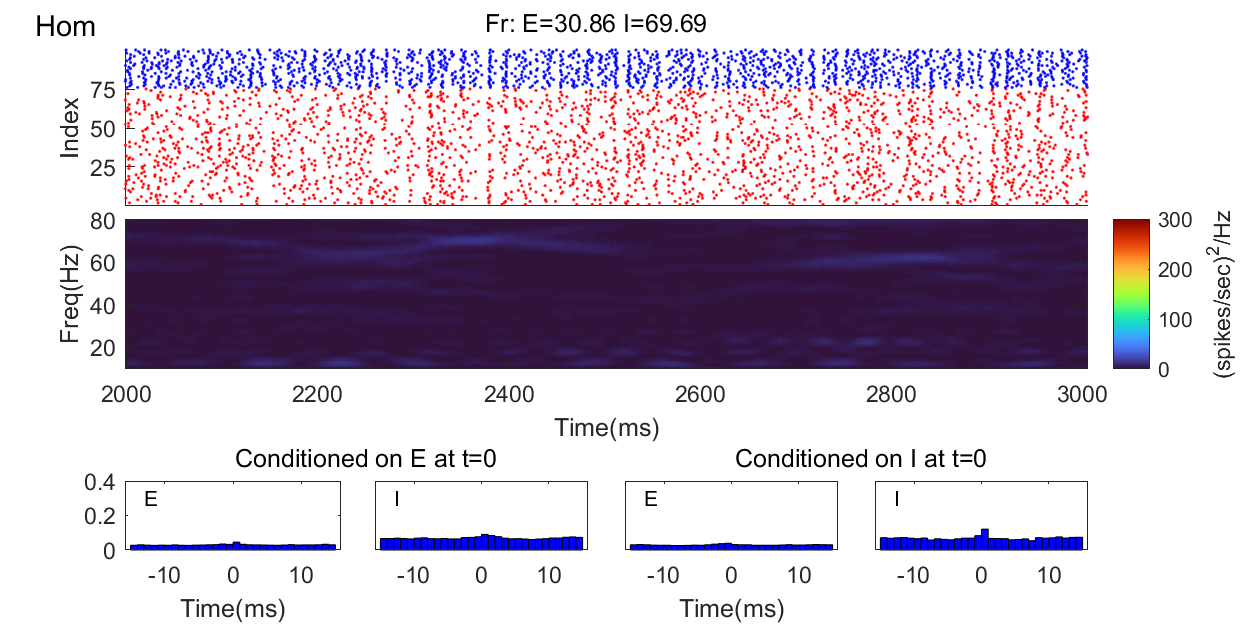 Hom
Fr: E=30.86 I=69.69
75
50
25
Index
80
60
40
20
Freq(Hz)
2000 2200 2400 2600 2800 3000
Time(ms)
300
200
100
0
(spikes/sec)2/Hz
Conditioned on E at t=0
Conditioned on I at t=0
0.4
0.2
0
E
I
E
I
-10 0 10
-10 0 10
-10 0 10
-10 0 10
Time(ms)
Time(ms)